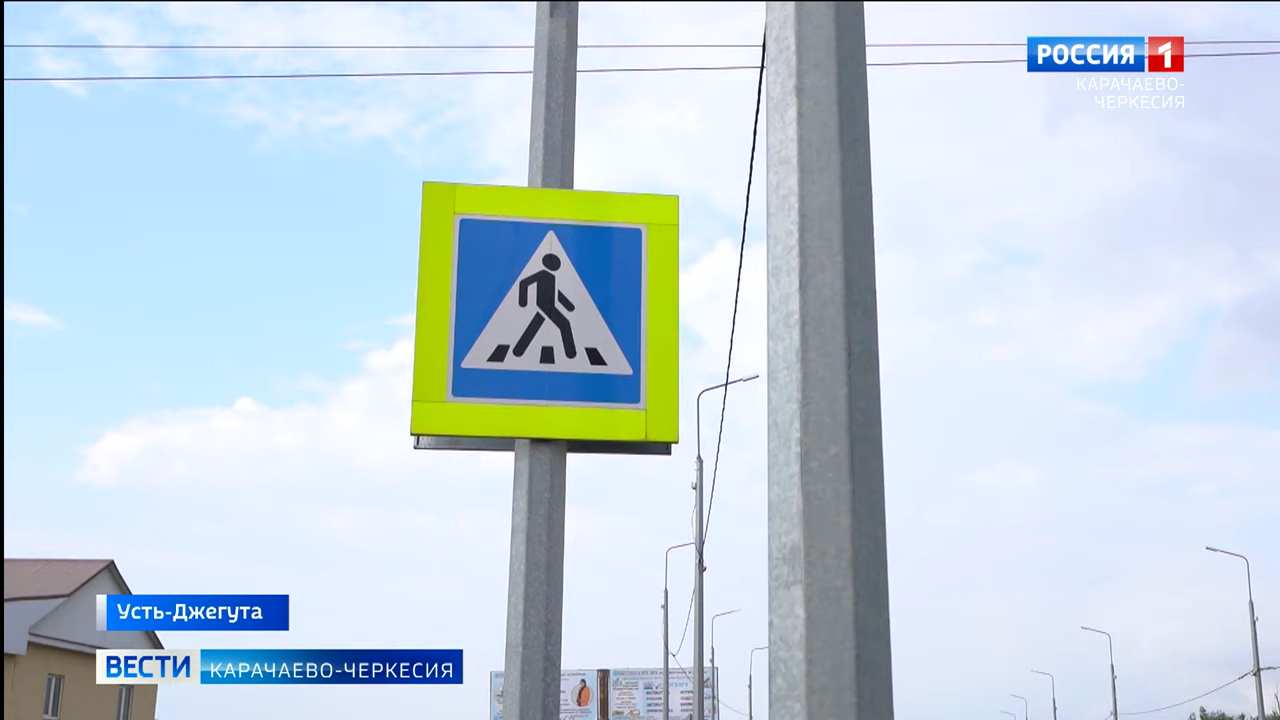 РОССИЯ 1
КАРАЧАЕВО-
ЧЕРКЕСИЯ
Усть-Джегута
ВЕСТИ КАРАЧАЕВО-ЧЕРКЕСИЯ